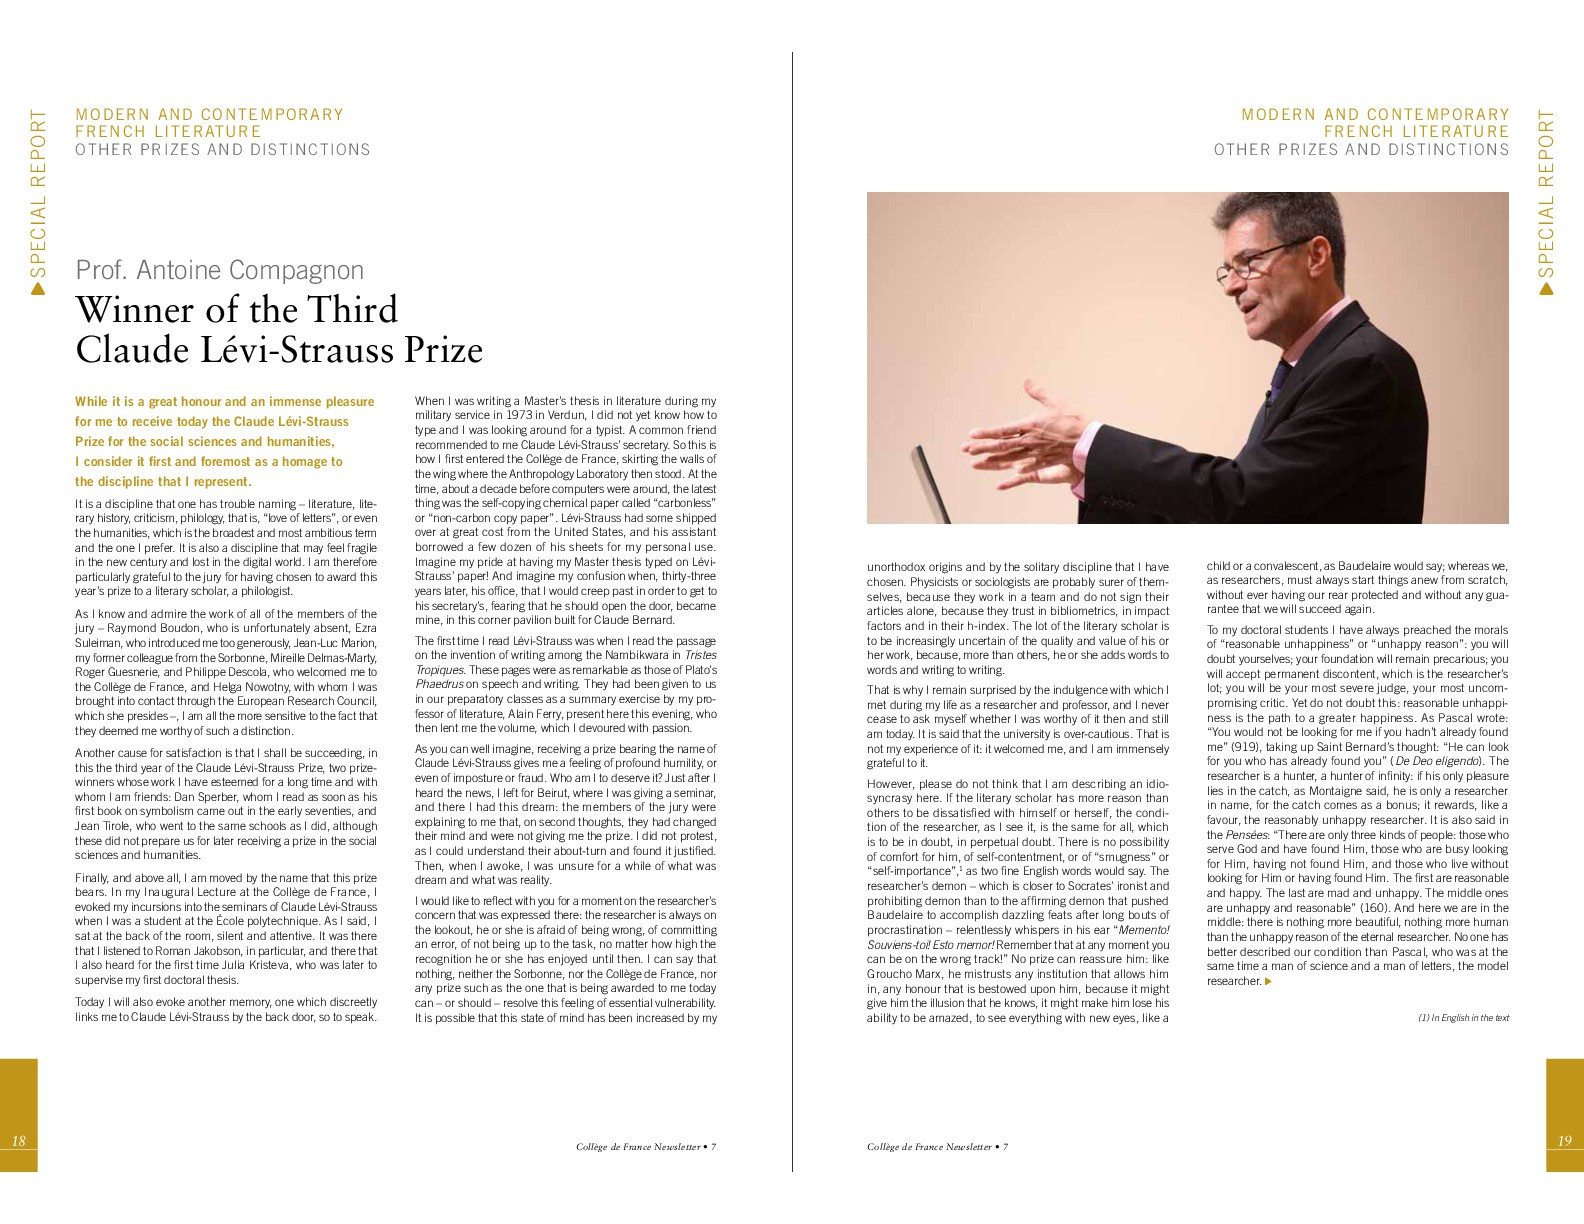 SPECIAL REPORT
MODERN AND CONTEMPORARY
FRENCH LITERATURE
OTHER PRIZES AND DISTINCTIONS
Prof. Antoine Compagnon
Winner of the Third
Claude Lévi-Strauss Prize
While it is a great honour and an immense pleasure
for me to receive today the Claude Lévi-Strauss
Prize for the social sciences and humanities,
I consider it first and foremost as a homage to
the discipline that I represent.
It is a discipline that one has trouble naming – literature, lite-
rary history, criticism, philology, that is, “love of letters”, or even
the humanities, which is the broadest and most ambitious term
and the one I prefer. It is also a discipline that may feel fragile
in the new century and lost in the digital world. I am therefore
particularly grateful to the jury for having chosen to award this
year’s prize to a literary scholar, a philologist.
As I know and admire the work of all of the members of the
jury – Raymond Boudon, who is unfortunately absent, Ezra
Suleiman, who introduced me too generously, Jean-Luc Marion,
my former colleague from the Sorbonne, Mireille Delmas-Marty,
Roger Guesnerie, and Philippe Descola, who welcomed me to
the Collège de France, and Helga Nowotny, with whom I was
brought into contact through the European Research Council,
which she presides –, I am all the more sensitive to the fact that
they deemed me worthy of such a distinction.
Another cause for satisfaction is that I shall be succeeding, in
this the third year of the Claude Lévi-Strauss Prize, two prize-
winners whose work I have esteemed for a long time and with
whom I am friends: Dan Sperber, whom I read as soon as his
first book on symbolism came out in the early seventies, and
Jean Tirole, who went to the same schools as I did, although
these did not prepare us for later receiving a prize in the social
sciences and humanities.
Finally, and above all, I am moved by the name that this prize
bears. In my Inaugural Lecture at the Collège de France, I
evoked my incursions into the seminars of Claude Lévi-Strauss
when I was a student at the École polytechnique. As I said, I
sat at the back of the room, silent and attentive. It was there
that I listened to Roman Jakobson, in particular, and there that
I also heard for the first time Julia Kristeva, who was later to
supervise my first doctoral thesis.
Today I will also evoke another memory, one which discreetly
links me to Claude Lévi-Strauss by the back door, so to speak.
When I was writing a Master’s thesis in literature during my
military service in 1973 in Verdun, I did not yet know how to
type and I was looking around for a typist. A common friend
recommended to me Claude Lévi-Strauss’ secretary. So this is
how I first entered the Collège de France, skirting the walls of
the wing where the Anthropology Laboratory then stood. At the
time, about a decade before computers were around, the latest
thing was the self-copying chemical paper called “carbonless”
or “non-carbon copy paper”. Lévi-Strauss had some shipped
over at great cost from the United States, and his assistant
borrowed a few dozen of his sheets for my personal use.
Imagine my pride at having my Master thesis typed on Lévi-
Strauss’ paper! And imagine my confusion when, thirty-three
years later, his office, that I would creep past in order to get to
his secretary’s, fearing that he should open the door, became
mine, in this corner pavilion built for Claude Bernard.
The first time I read Lévi-Strauss was when I read the passage
on the invention of writing among the Nambikwara in Tristes
Tropiques. These pages were as remarkable as those of Plato’s
Phaedrus on speech and writing. They had been given to us
in our preparatory classes as a summary exercise by my pro-
fessor of literature, Alain Ferry, present here this evening, who
then lent me the volume, which I devoured with passion.
As you can well imagine, receiving a prize bearing the name of
Claude Lévi-Strauss gives me a feeling of profound humility, or
even of imposture or fraud. Who am I to deserve it? Just after I
heard the news, I left for Beirut, where I was giving a seminar,
and there I had this dream: the members of the jury were
explaining to me that, on second thoughts, they had changed
their mind and were not giving me the prize. I did not protest,
as I could understand their about-turn and found it justified.
Then, when I awoke, I was unsure for a while of what was
dream and what was reality.
I would like to reflect with you for a moment on the researcher’s
concern that was expressed there: the researcher is always on
the lookout, he or she is afraid of being wrong, of committing
an error, of not being up to the task, no matter how high the
recognition he or she has enjoyed until then. I can say that
nothing, neither the Sorbonne, nor the Collège de France, nor
any prize such as the one that is being awarded to me today
can – or should – resolve this feeling of essential vulnerability.
It is possible that this state of mind has been increased by my
18
Collège de France Newsletter • 7
MODERN AND CONTEMPORARY
FRENCH LITERATURE
OTHER PRIZES AND DISTINCTIONS
SPECIAL REPORT
unorthodox origins and by the solitary discipline that I have
chosen. Physicists or sociologists are probably surer of them-
selves, because they work in a team and do not sign their
articles alone, because they trust in bibliometrics, in impact
factors and in their h-index. The lot of the literary scholar is
to be increasingly uncertain of the quality and value of his or
her work, because, more than others, he or she adds words to
words and writing to writing.
That is why I remain surprised by the indulgence with which I
met during my life as a researcher and professor, and I never
cease to ask myself whether I was worthy of it then and still
am today. It is said that the university is over-cautious. That is
not my experience of it: it welcomed me, and I am immensely
grateful to it.
However, please do not think that I am describing an idio-
syncrasy here. If the literary scholar has more reason than
others to be dissatisfied with himself or herself, the condi-
tion of the researcher, as I see it, is the same for all, which
is to be in doubt, in perpetual doubt. There is no possibility
of comfort for him, of self-contentment, or of “smugness” or
“self-importance”,1 as two fine English words would say. The
researcher’s demon – which is closer to Socrates’ ironist and
prohibiting demon than to the affirming demon that pushed
Baudelaire to accomplish dazzling feats after long bouts of
procrastination – relentlessly whispers in his ear “Memento!
Souviens-toi! Esto memor! Remember that at any moment you
can be on the wrong track!” No prize can reassure him: like
Groucho Marx, he mistrusts any institution that allows him
in, any honour that is bestowed upon him, because it might
give him the illusion that he knows, it might make him lose his
ability to be amazed, to see everything with new eyes, like a
child or a convalescent, as Baudelaire would say; whereas we,
as researchers, must always start things anew from scratch,
without ever having our rear protected and without any gua-
rantee that we will succeed again.
To my doctoral students I have always preached the morals
of “reasonable unhappiness” or “unhappy reason”: you will
doubt yourselves; your foundation will remain precarious; you
will accept permanent discontent, which is the researcher’s
lot; you will be your most severe judge, your most uncom-
promising critic. Yet do not doubt this: reasonable unhappi-
ness is the path to a greater happiness. As Pascal wrote:
“You would not be looking for me if you hadn’t already found
me” (919), taking up Saint Bernard’s thought: “He can look
for you who has already found you” (De Deo eligendo). The
researcher is a hunter, a hunter of infinity: if his only pleasure
lies in the catch, as Montaigne said, he is only a researcher
in name, for the catch comes as a bonus; it rewards, like a
favour, the reasonably unhappy researcher. It is also said in
the Pensées: “There are only three kinds of people: those who
serve God and have found Him, those who are busy looking
for Him, having not found Him, and those who live without
looking for Him or having found Him. The first are reasonable
and happy. The last are mad and unhappy. The middle ones
are unhappy and reasonable” (160). And here we are in the
middle: there is nothing more beautiful, nothing more human
than the unhappy reason of the eternal researcher. No one has
better described our condition than Pascal, who was at the
same time a man of science and a man of letters, the model
researcher.
(1) In English in the text
Collège de France Newsletter • 7
19